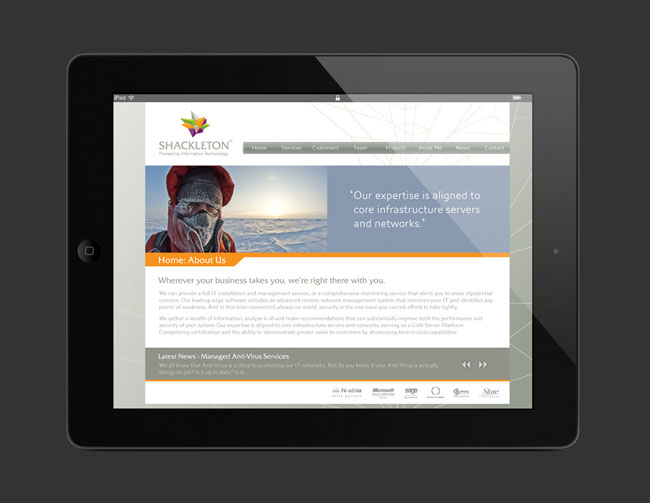 iPad
SHACKLETON™
Pioneering Information Technology
Home Services Customers Team Projects About Me News Contact
"Our expertise is aligned to
core infrastructure servers
and networks."
Home: About Us
Wherever your business takes you, we're right there with you.
We can provide a full IT installation and management service, or a comprehensive monitoring service that alerts you to areas of potential
concern. Our leading edge software includes an advanced remote network management system that monitors your IT and identifies any
points of weakness. And in this inter-connected, always on world, security is the one issue you cannot afford to take lightly.
We gather a wealth of information, analyse it all and make recommendations that can substantially improve both the performance and
security of your system. Our expertise is aligned to core infrastructure servers and networks, earning us a Gold Server Platform
Competency certification and the ability to 'demonstrate greater value to customers by showcasing best-in-class capabilities'.
Latest News - Managed Anti-Virus Services
We all know that Anti-Virus is critical to protecting our IT networks. But do you know if your Anti-Virus is actually
doing its job? Is it up to date? Is it...
N-able Microsoft sage
elite partner